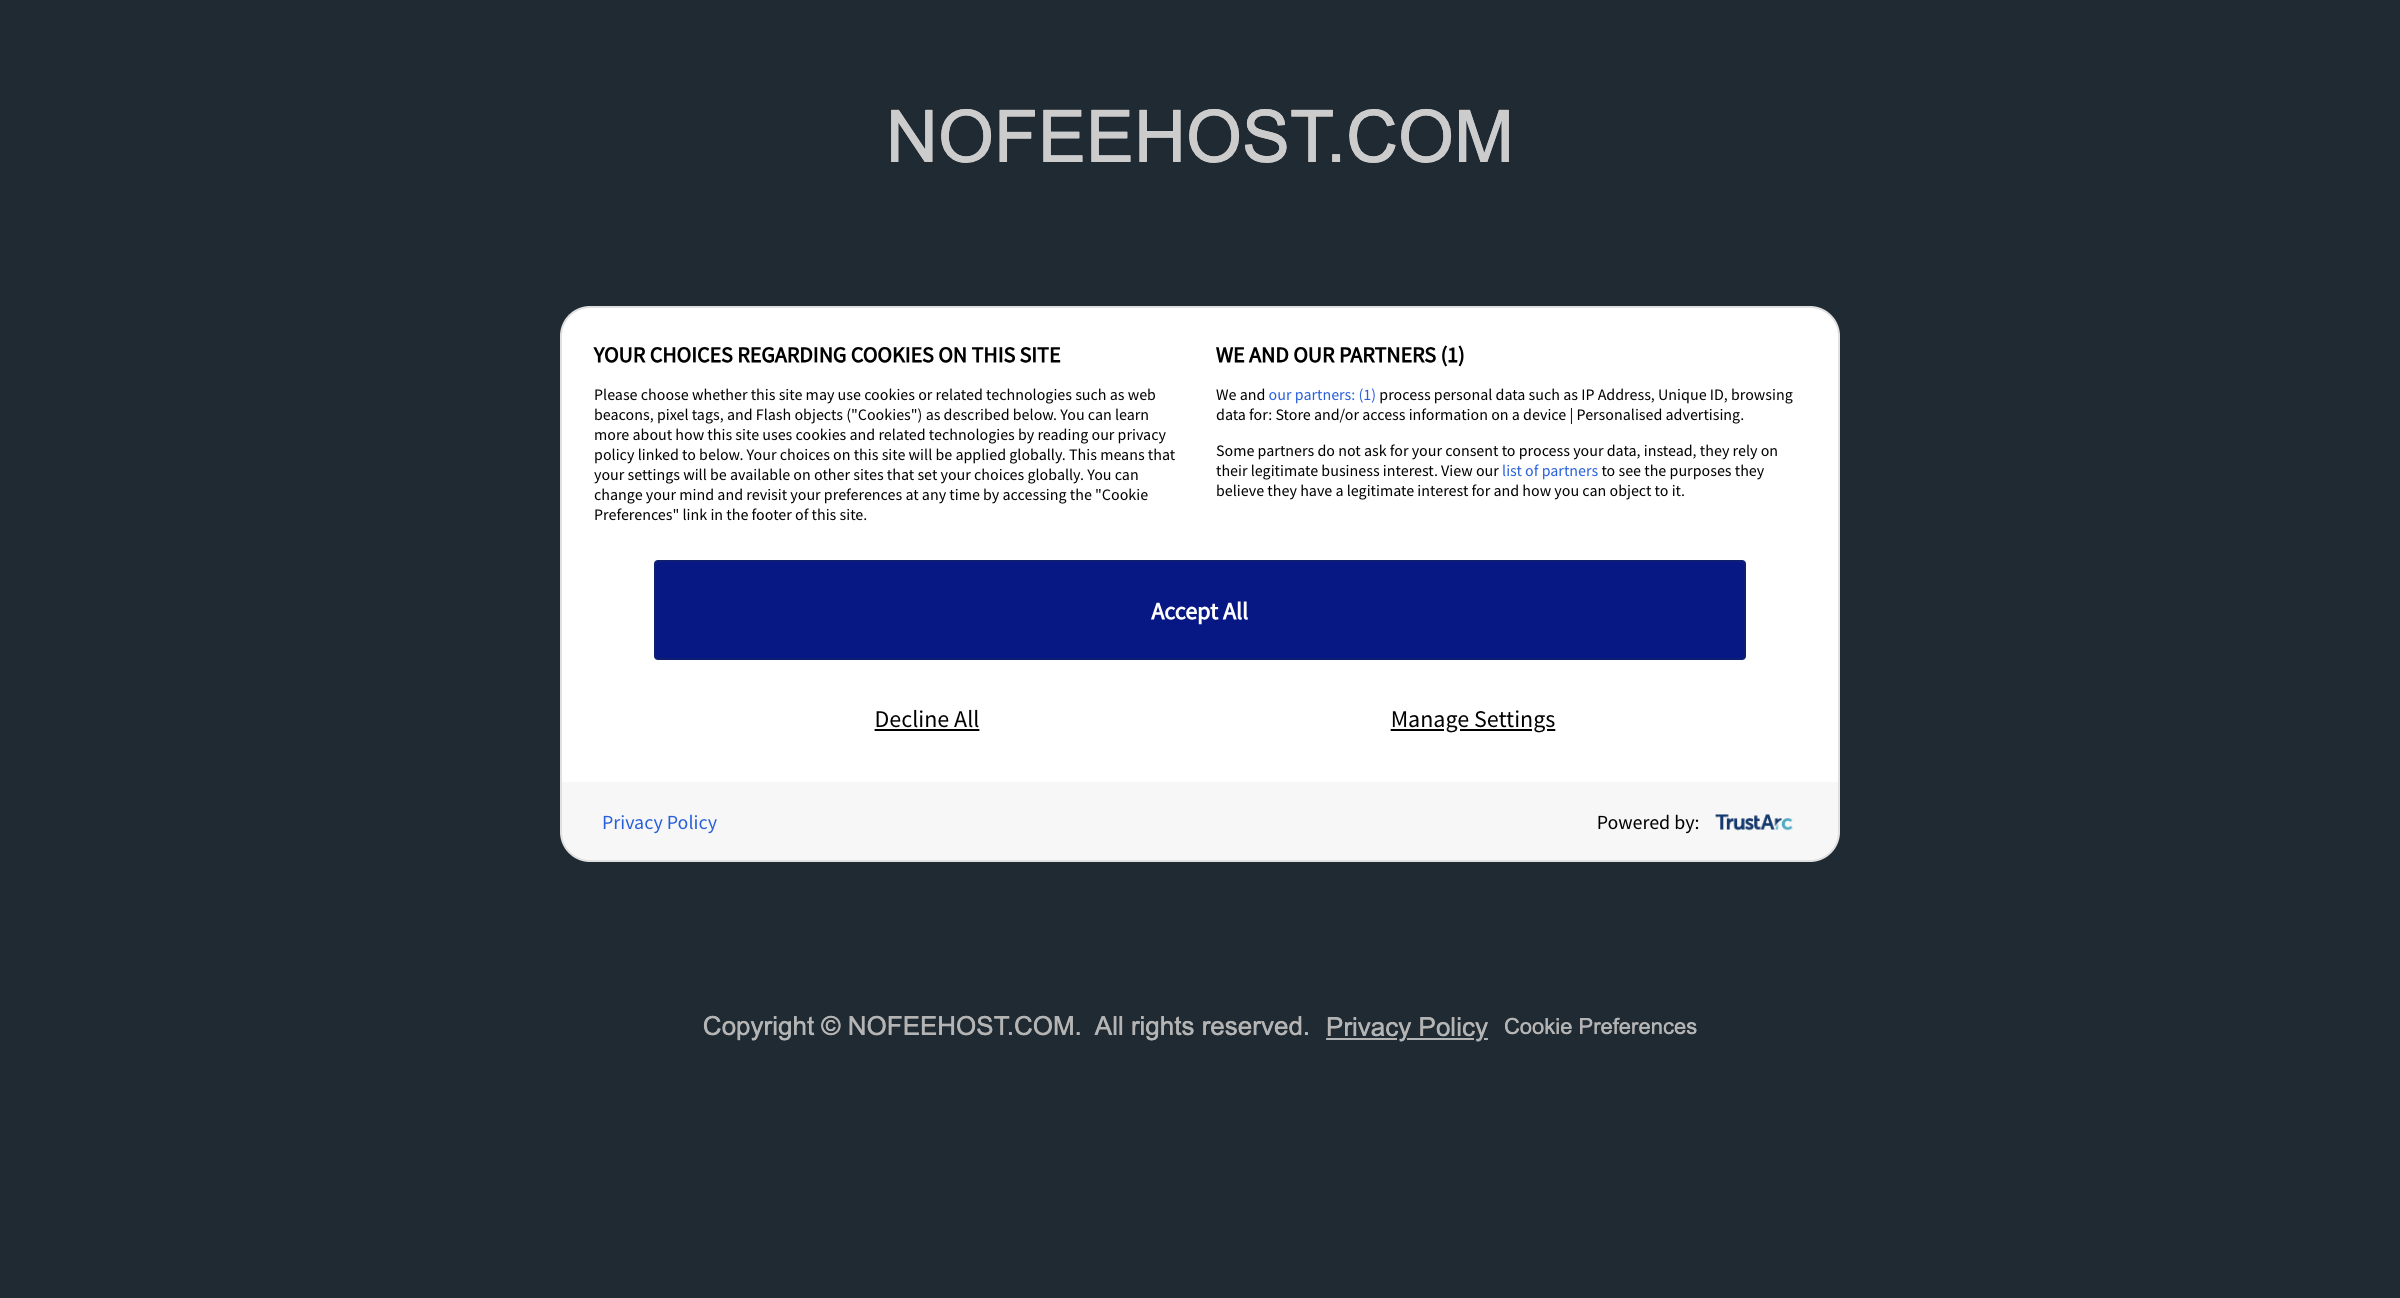 NOFEEHOST.COM
YOUR CHOICES REGARDING COOKIES ON THIS SITE
Please choose whether this site may use cookies or related technologies such as web
beacons, pixel tags, and Flash objects ("Cookies") as described below. You can learn
more about how this site uses cookies and related technologies by reading our privacy
policy linked to below. Your choices on this site will be applied globally. This means that
your settings will be available on other sites that set your choices globally. You can
change your mind and revisit your preferences at any time by accessing the "Cookie
Preferences" link in the footer of this site.
WE AND OUR PARTNERS (1)
We and our partners: (1) process personal data such as IP Address, Unique ID, browsing
data for: Store and/or access information on a device | Personalised advertising.
Some partners do not ask for your consent to process your data, instead, they rely on
their legitimate business interest. View our list of partners to see the purposes they
believe they have a legitimate interest for and how you can object to it.
Accept All
Decline All
Manage Settings
Privacy Policy
Powered by: TrustArc
Copyright © NOFEEHOST.COM. All rights reserved. Privacy Policy Cookie Preferences